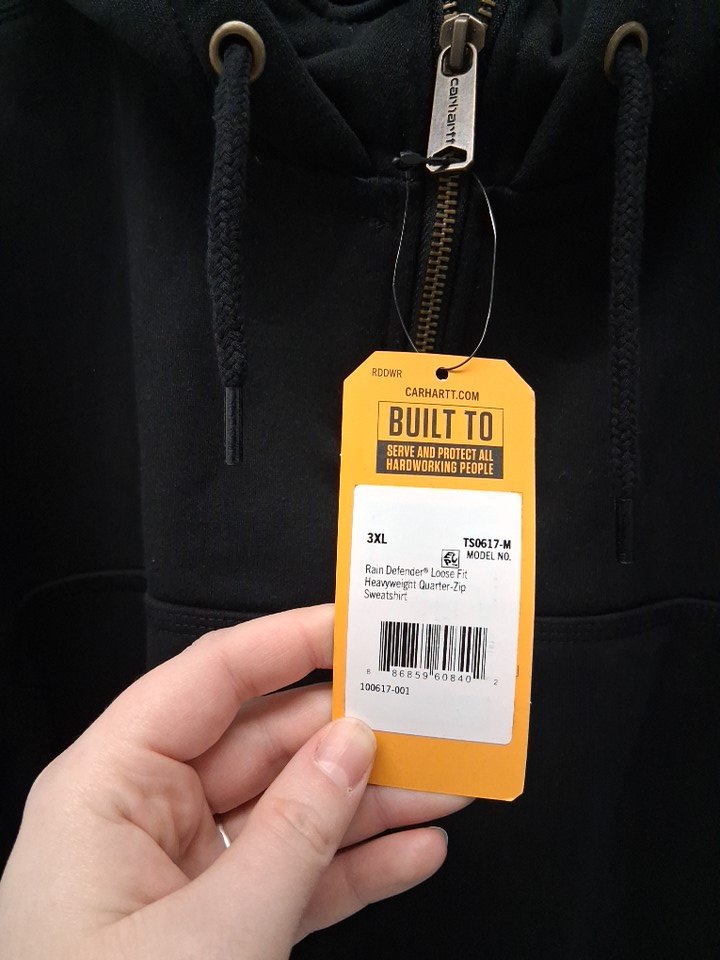 carhartt
RDDWR
CARHARTT.COM
BUILT TO
SERVE AND PROTECT ALL
HARDWORKING PEOPLE
3XL
TS0617-M
MODEL NO.
Rain Defender® Loose Fit
Heavyweight Quarter-Zip
Sweatshirt
8 86859 60840 2
100617-001